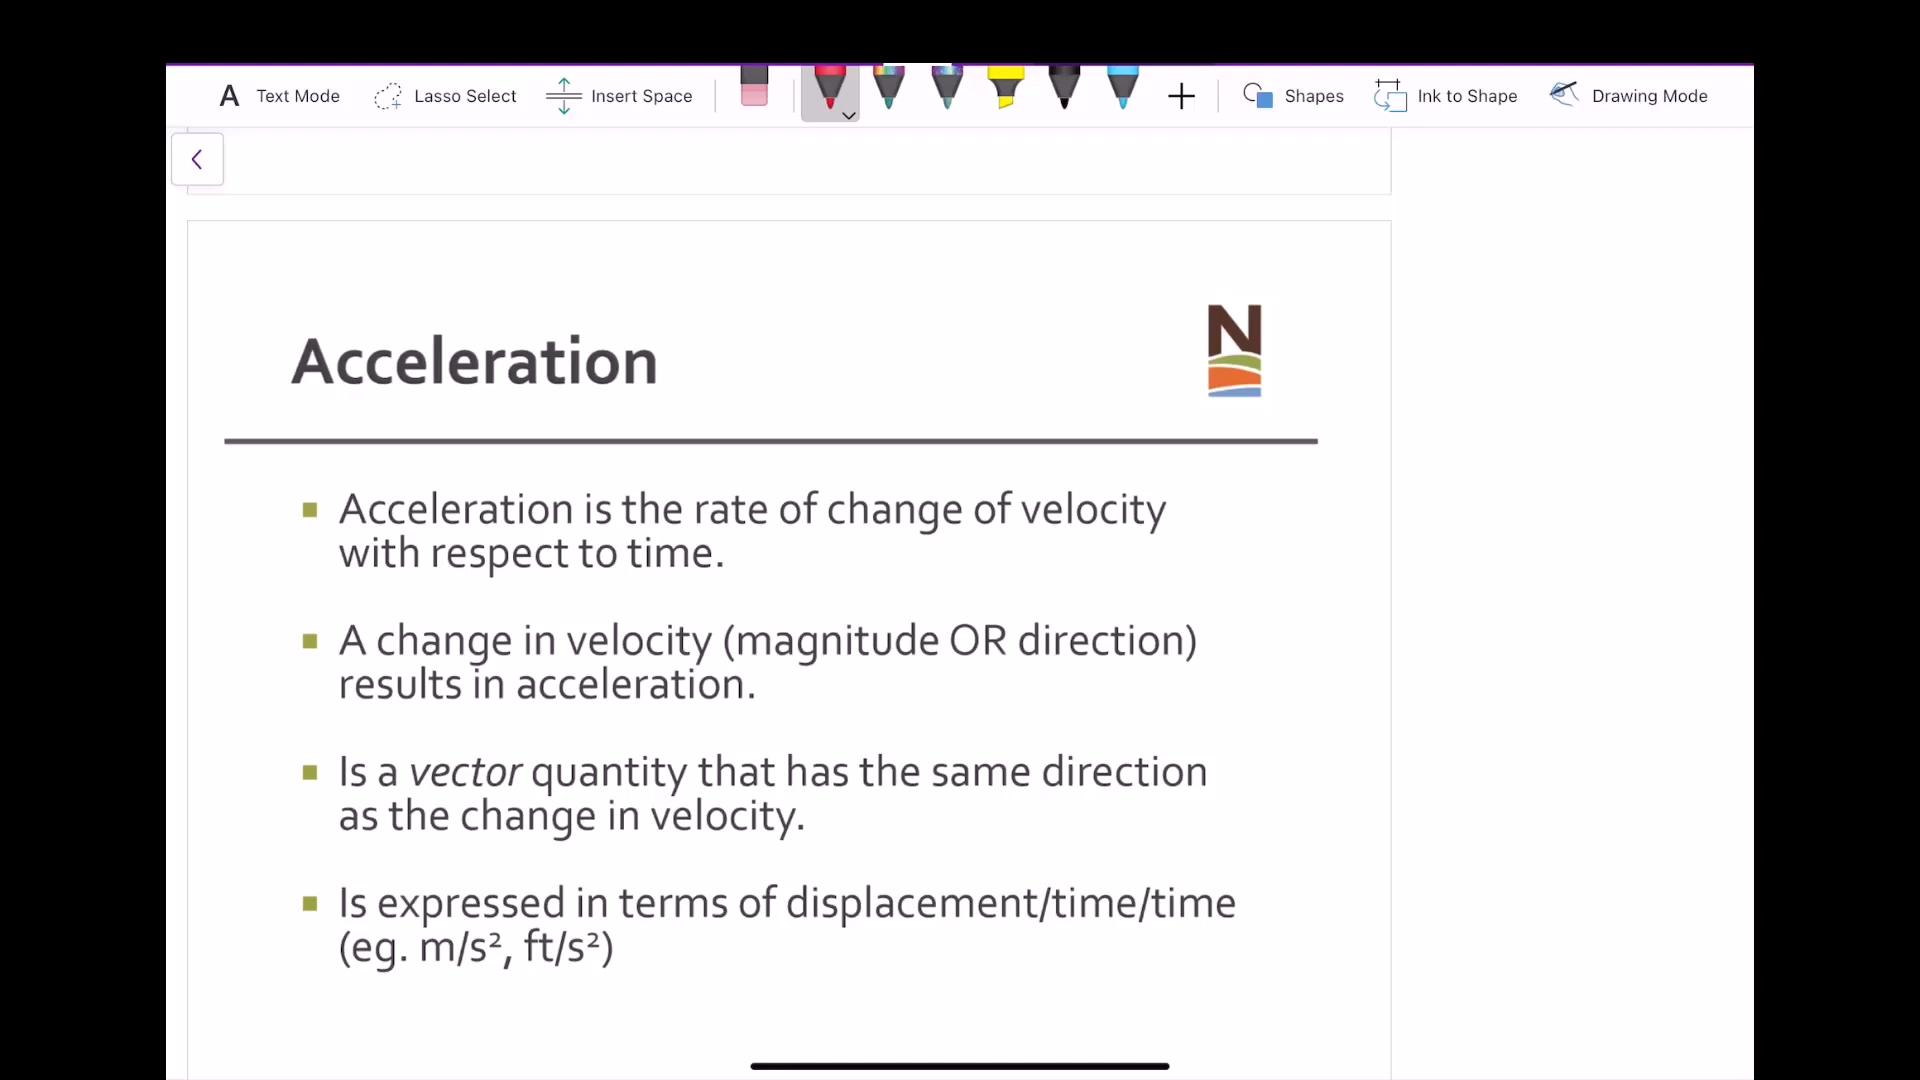 A Text Mode Lasso Select Insert Space Shapes Ink to Shape Drawing Mode
N
Acceleration
Acceleration is the rate of change of velocity
with respect to time.
A change in velocity (magnitude OR direction)
results in acceleration.
Is a vector quantity that has the same direction
as the change in velocity.
Is expressed in terms of displacement/time/time
(eg. m/s², ft/s²)